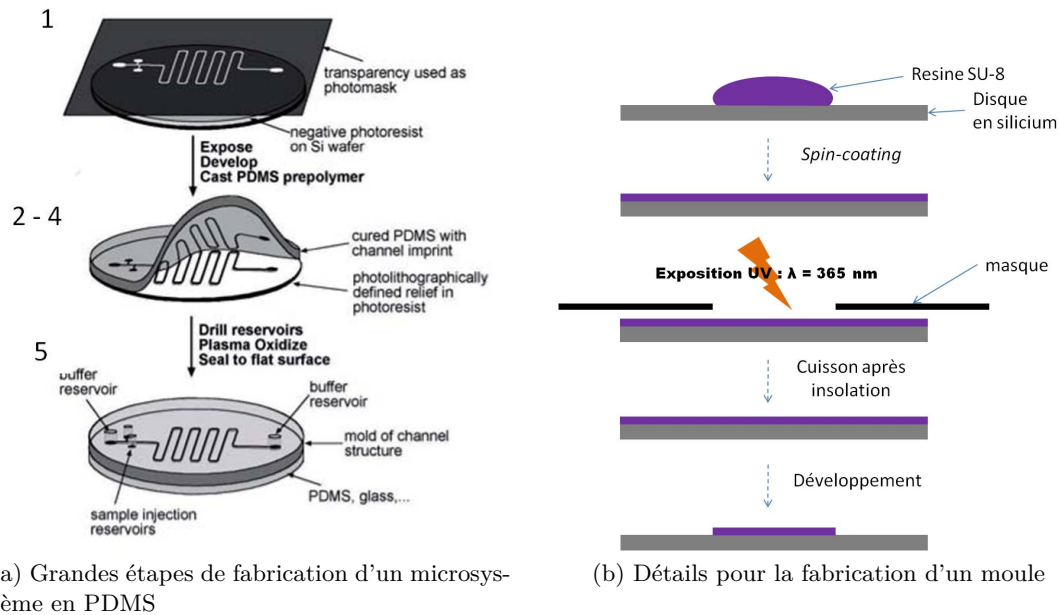 1
transparency used as
photomask
negative photoresist
on Si wafer
Expose
Develop
Cast PDMS prepolymer
2 - 4
cured PDMS with
channel imprint
photolithographically
defined relief in
photoresist
Drill reservoirs
Plasma Oxidize
Seal to flat surface
5
buffer
reservoir
buffer
reservoir
mold of channel
structure
PDMS, glass,...
sample injection
reservoirs
a) Grandes étapes de fabrication d'un microsys-
ème en PDMS
Resine SU-8
Disque
en silicium
Spin-coating
Exposition UV : λ = 365 nm
masque
Cuisson après
insolation
Développement
(b) Détails pour la fabrication d'un moule